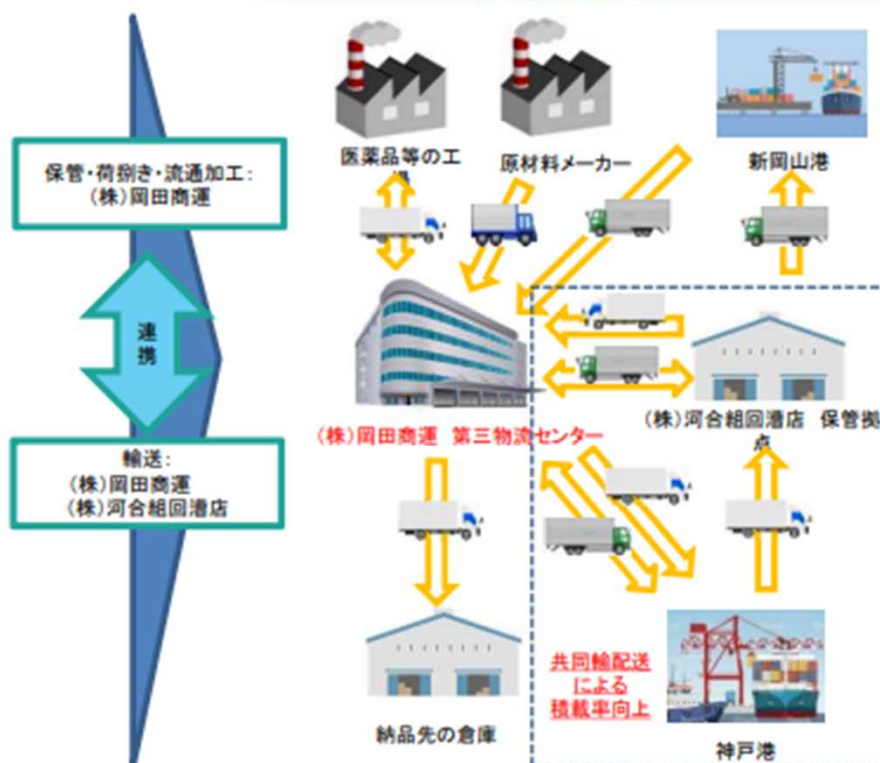 保管・荷捌き・流通加工:
(株)岡田商運
連
携
輸送:
(株)岡田商運
(株)河合組回漕店
医薬品等の工
原材料メーカー
新岡山港
(株)岡田商運 第三物流センター
(株)河合組回漕店 保管拠
点
納品先の倉庫
共同輸配送
による
積載率向上
神戸港